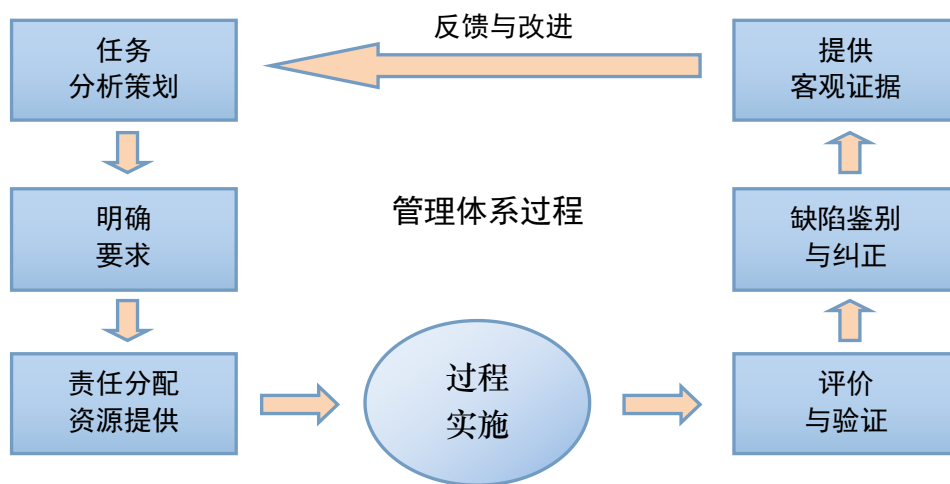 反馈与改进
任务
分析策划
提供
客观证据
管理体系过程
明确
要求
缺陷鉴别
与纠正
责任分配
资源提供
过程
实施
评价
与验证